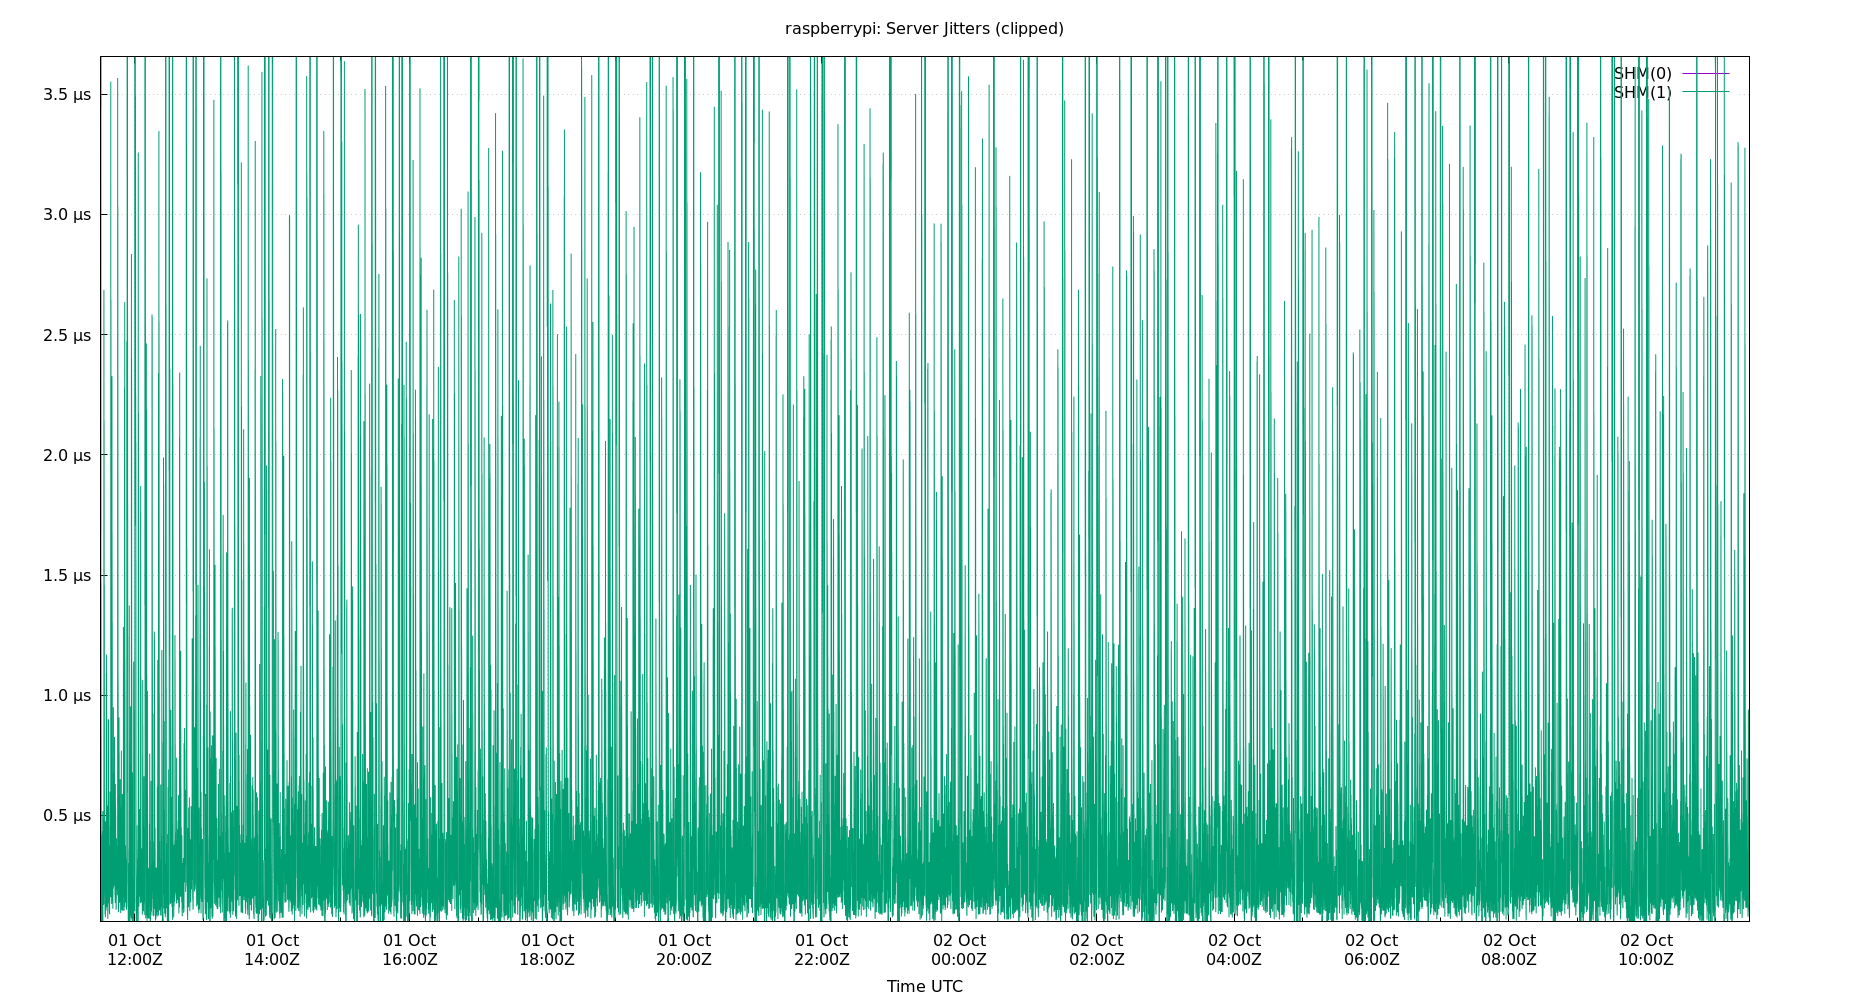 raspberrypi: Server Jitters (clipped)
SHM(0)
SHM(1)
3.5 µs
3.0 µs
2.5 µs
2.0 µs
1.5 µs
1.0 µs
0.5 µs
01 Oct 01 Oct 01 Oct 01 Oct 01 Oct 01 Oct 02 Oct 02 Oct 02 Oct 02 Oct 02 Oct 02 Oct
12:00Z 14:00Z 16:00Z 18:00Z 20:00Z 22:00Z 00:00Z 02:00Z 04:00Z 06:00Z 08:00Z 10:00Z
Time UTC